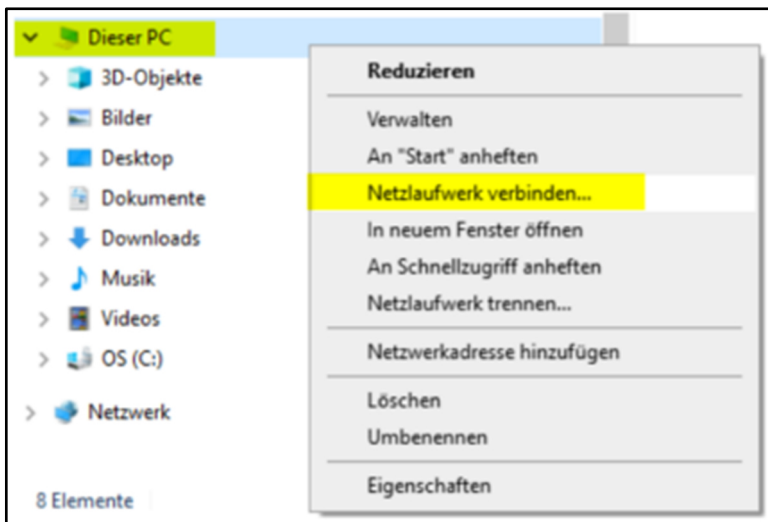 Dieser PC
3D-Objekte
Bilder
Desktop
Dokumente
Downloads
Musik
Videos
OS (C:)
Netzwerk
8 Elemente
Reduzieren
Verwalten
An "Start" anheften
Netzlaufwerk verbinden...
In neuem Fenster öffnen
An Schnellzugriff anheften
Netzlaufwerk trennen...
Netzwerkadresse hinzufügen
Löschen
Umbenennen
Eigenschaften